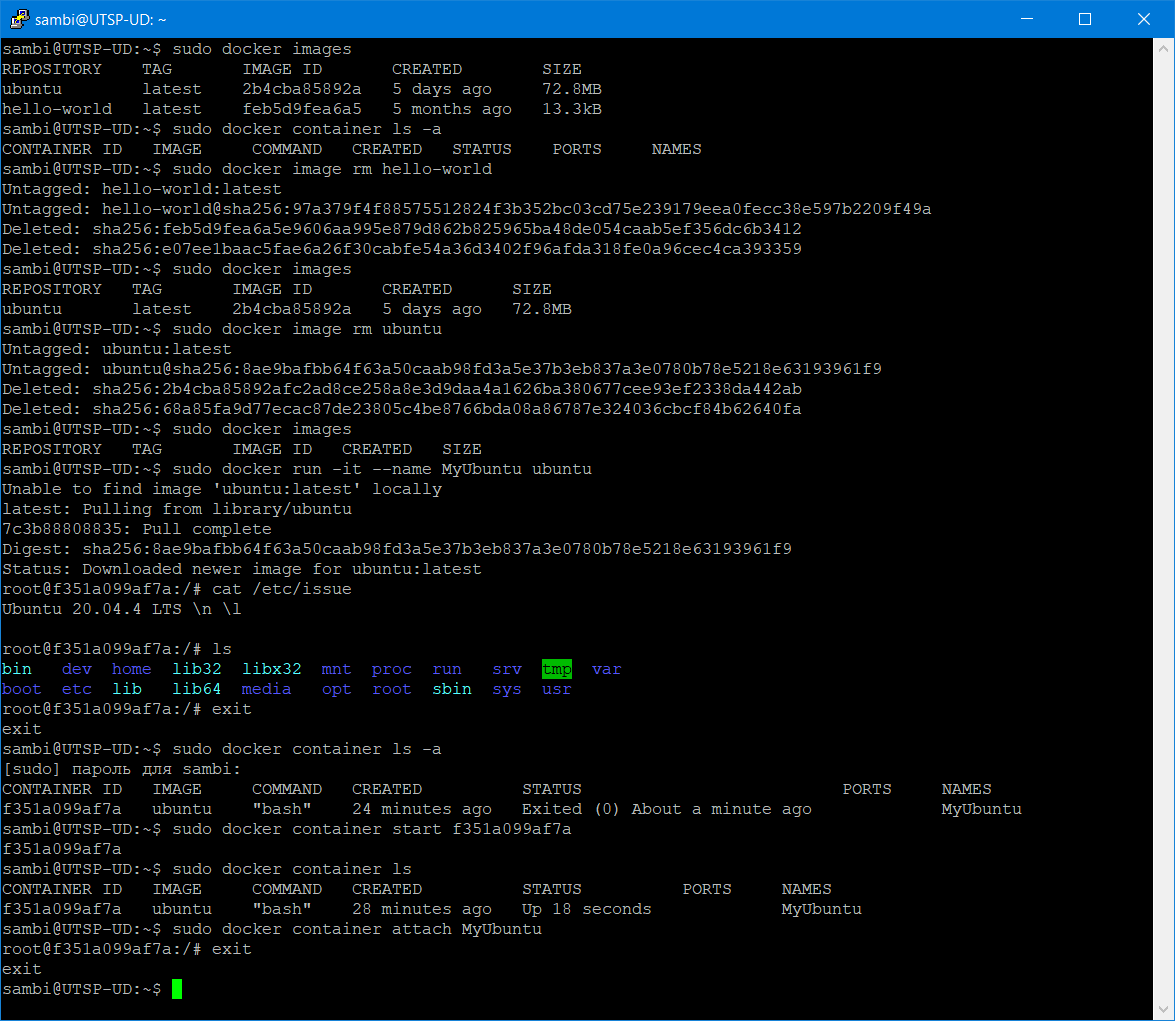 sambi@UTSP-UD: ~
sambi@UTSP-UD:~$ sudo docker images
REPOSITORY    TAG       IMAGE ID       CREATED        SIZE
ubuntu        latest    2b4cba85892a   5 days ago     72.8MB
hello-world   latest    feb5d9fea6a5   5 months ago   13.3kB
sambi@UTSP-UD:~$ sudo docker container ls -a
CONTAINER ID   IMAGE     COMMAND   CREATED   STATUS    PORTS     NAMES
sambi@UTSP-UD:~$ sudo docker image rm hello-world
Untagged: hello-world:latest
Untagged: hello-world@sha256:97a379f4f88575512824f3b352bc03cd75e239179eea0fecc38e597b2209f49a
Deleted: sha256:feb5d9fea6a5e9606aa995e879d862b825965ba48de054caab5ef356dc6b3412
Deleted: sha256:e07ee1baac5fae6a26f30cabfe54a36d3402f96afda318fe0a96cec4ca393359
sambi@UTSP-UD:~$ sudo docker images
REPOSITORY   TAG       IMAGE ID       CREATED      SIZE
ubuntu       latest    2b4cba85892a   5 days ago   72.8MB
sambi@UTSP-UD:~$ sudo docker image rm ubuntu
Untagged: ubuntu:latest
Untagged: ubuntu@sha256:8ae9bafbb64f63a50caab98fd3a5e37b3eb837a3e0780b78e5218e63193961f9
Deleted: sha256:2b4cba85892afc2ad8ce258a8e3d9daa4a1626ba380677cee93ef2338da442ab
Deleted: sha256:68a85fa9d77ecac87de23805c4be8766bda08a86787e324036cbcf84b62640fa
sambi@UTSP-UD:~$ sudo docker images
REPOSITORY   TAG       IMAGE ID   CREATED   SIZE
sambi@UTSP-UD:~$ sudo docker run -it --name MyUbuntu ubuntu
Unable to find image 'ubuntu:latest' locally
latest: Pulling from library/ubuntu
7c3b88808835: Pull complete
Digest: sha256:8ae9bafbb64f63a50caab98fd3a5e37b3eb837a3e0780b78e5218e63193961f9
Status: Downloaded newer image for ubuntu:latest
root@f351a099af7a:/# cat /etc/issue
Ubuntu 20.04.4 LTS \n \l
root@f351a099af7a:/# ls
bin   dev  home  lib32  libx32  mnt  proc  run   srv  tmp  var
boot  etc  lib   lib64  media   opt  root  sbin  sys  usr
root@f351a099af7a:/# exit
exit
sambi@UTSP-UD:~$ sudo docker container ls -a
[sudo] пароль для sambi:
CONTAINER ID   IMAGE     COMMAND   CREATED          STATUS                          PORTS     NAMES
f351a099af7a   ubuntu    "bash"    24 minutes ago   Exited (0) About a minute ago             MyUbuntu
sambi@UTSP-UD:~$ sudo docker container start f351a099af7a
f351a099af7a
sambi@UTSP-UD:~$ sudo docker container ls
CONTAINER ID   IMAGE     COMMAND   CREATED          STATUS          PORTS     NAMES
f351a099af7a   ubuntu    "bash"    28 minutes ago   Up 18 seconds             MyUbuntu
sambi@UTSP-UD:~$ sudo docker container attach MyUbuntu
root@f351a099af7a:/# exit
exit
sambi@UTSP-UD:~$